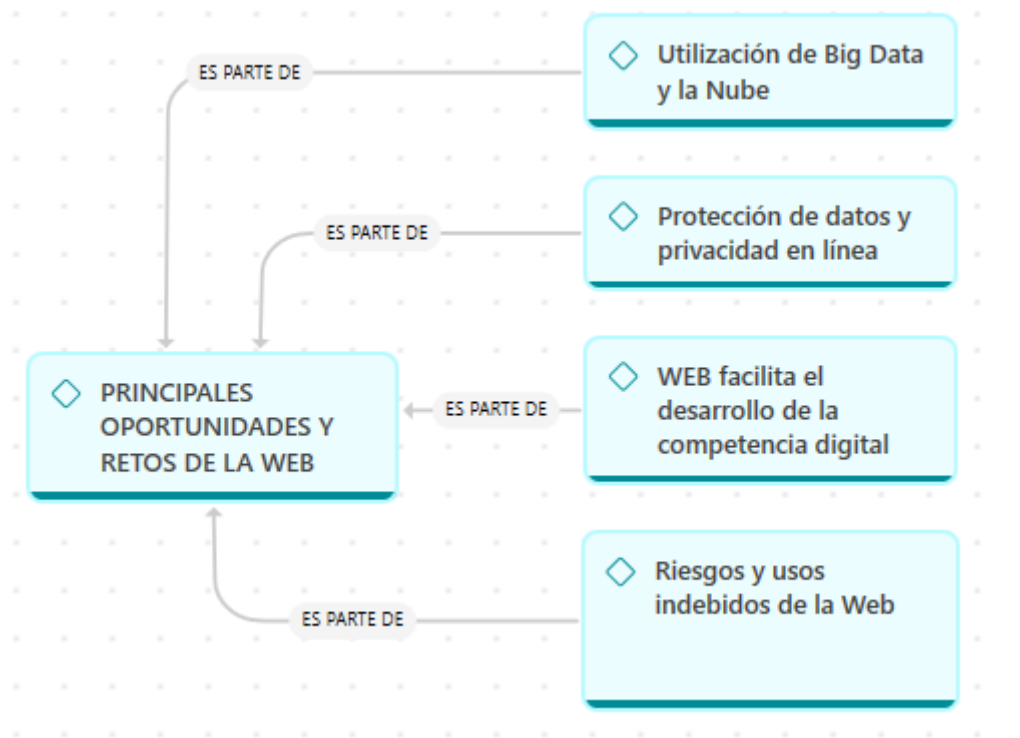 ES PARTE DE
Utilización de Big Data
y la Nube
ES PARTE DE
Protección de datos y
privacidad en línea
PRINCIPALES
OPORTUNIDADES Y
RETOS DE LA WEB
ES PARTE DE
WEB facilita el
desarrollo de la
competencia digital
ES PARTE DE
Riesgos y usos
indebidos de la Web